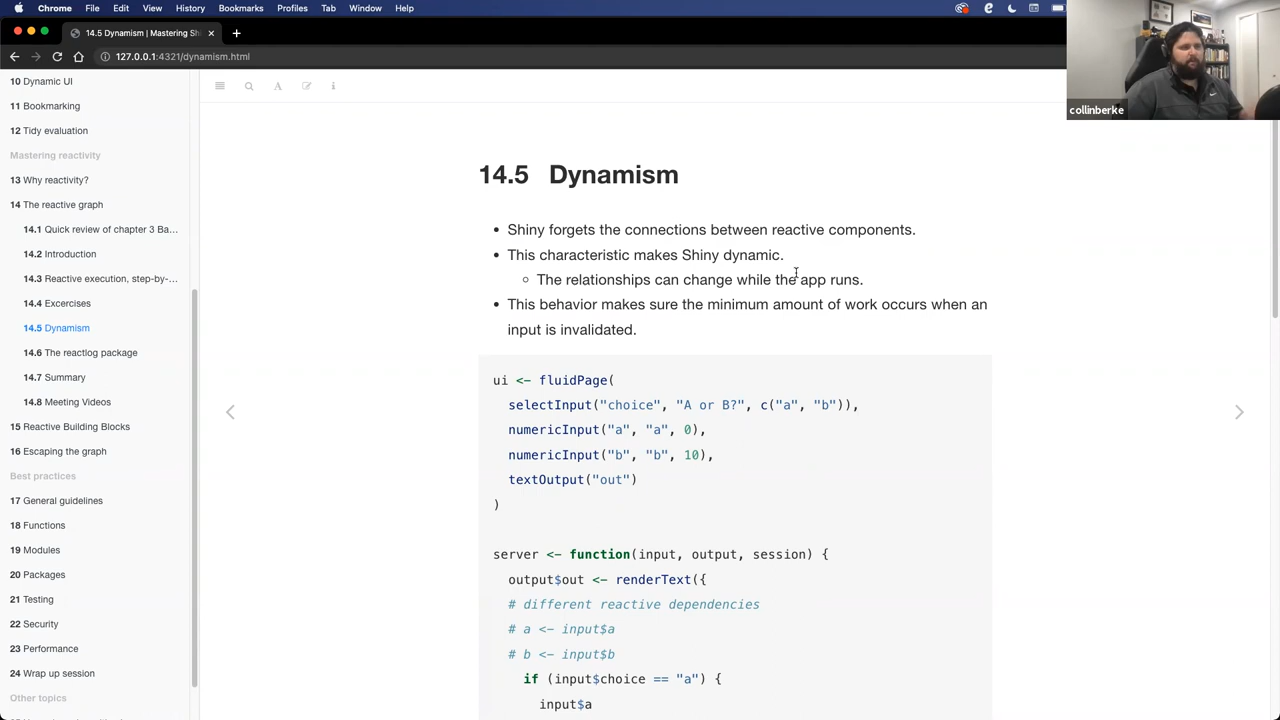 Chrome File Edit View History Bookmarks Profiles Tab Window Help
14.5 Dynamism | Mastering Shi
127.0.0.1:4321/dynamism.html
collinberke
10 Dynamic UI
11 Bookmarking
12 Tidy evaluation
Mastering reactivity
13 Why reactivity?
14 The reactive graph
14.1 Quick review of chapter 3 Ba...
14.2 Introduction
14.3 Reactive execution, step-by-...
14.4 Excercises
14.5 Dynamism
14.6 The reactlog package
14.7 Summary
14.8 Meeting Videos
15 Reactive Building Blocks
16 Escaping the graph
Best practices
17 General guidelines
18 Functions
19 Modules
20 Packages
21 Testing
22 Security
23 Performance
24 Wrap up session
Other topics
14.5 Dynamism
• Shiny forgets the connections between reactive components.
• This characteristic makes Shiny dynamic.
The relationships can change while the app runs.
• This behavior makes sure the minimum amount of work occurs when an
input is invalidated.
ui <- fluidPage(
selectInput("choice", "A or B?", c("a", "b")),
numericInput("a", "a", 0),
numericInput("b", "b", 10),
textOutput("out")
)
server <- function(input, output, session) {
output$out <- renderText({
# different reactive dependencies
# a <- input$a
# b <- input$b
if (input$choice == "a") {
input$a